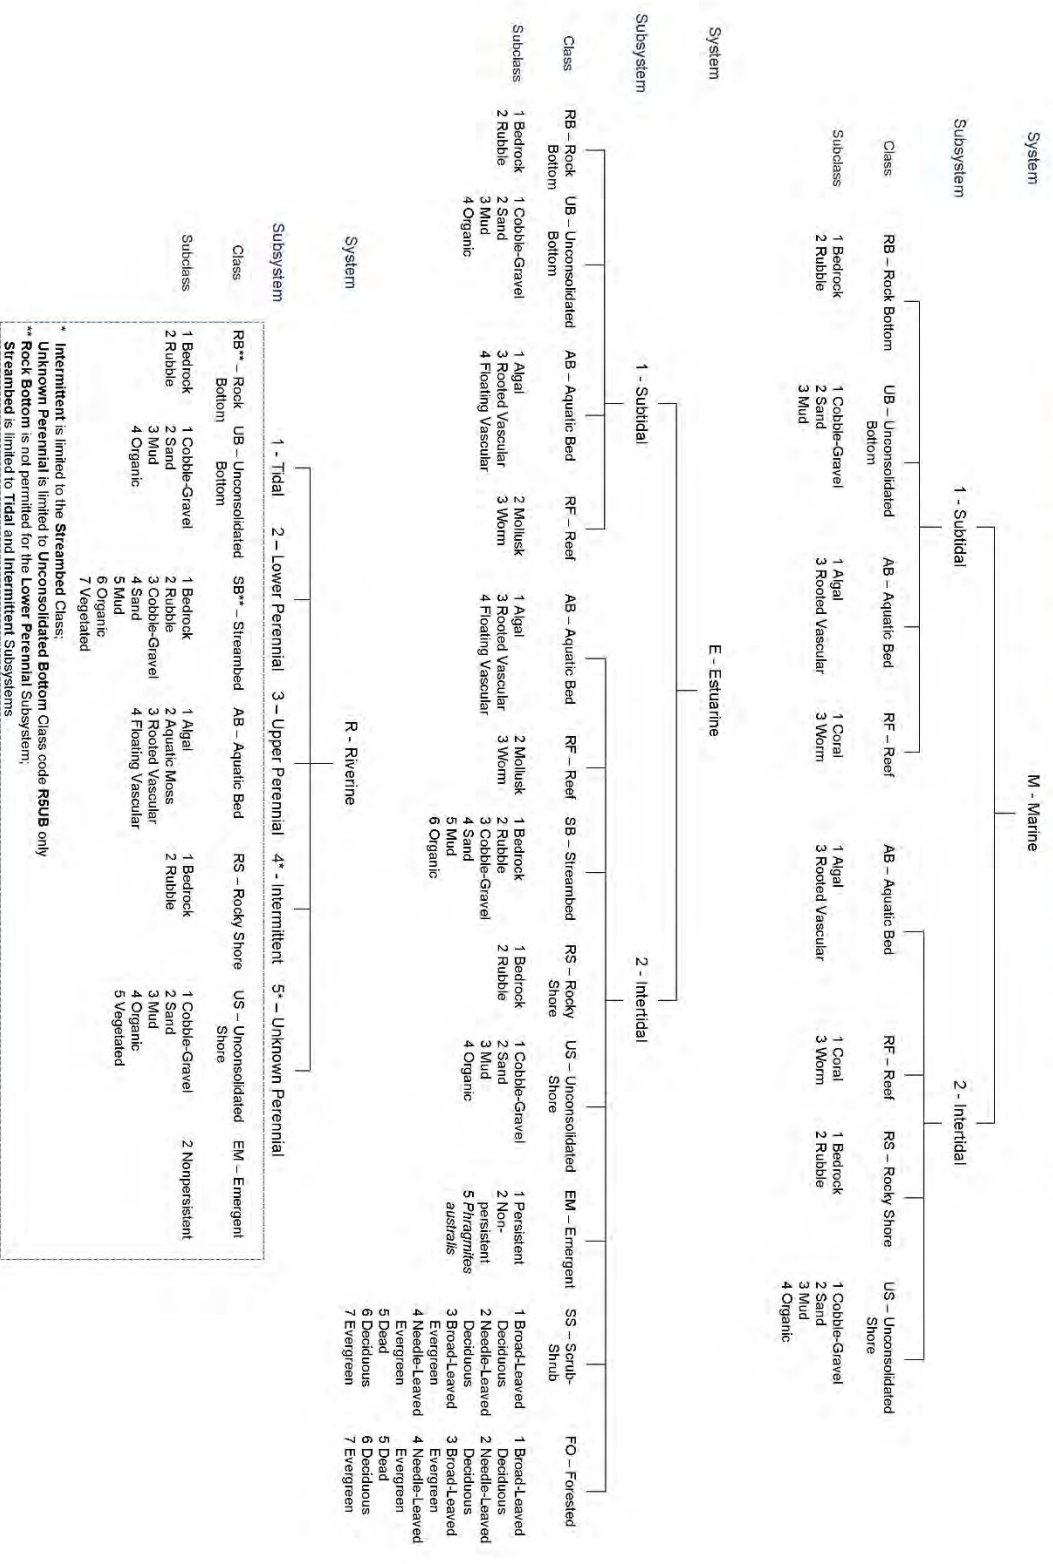 System
M - Marine
Subsystem
1 - Subtidal
2 - Intertidal
Class
RB – Rock Bottom
UB – Unconsolidated
Bottom
AB – Aquatic Bed
RF – Reef
AB – Aquatic Bed
RF – Reef
RS – Rocky Shore
US – Unconsolidated
Shore
Subclass
1 Bedrock
2 Rubble
1 Cobble-Gravel
2 Sand
3 Mud
1 Algal
3 Rooted Vascular
1 Coral
3 Worm
1 Algal
3 Rooted Vascular
1 Coral
3 Worm
1 Bedrock
2 Rubble
1 Cobble-Gravel
2 Sand
3 Mud
4 Organic
System
E - Estuarine
Subsystem
1 - Subtidal
2 - Intertidal
Class
RB – Rock
Bottom
UB – Unconsolidated
Bottom
AB – Aquatic Bed
RF – Reef
AB – Aquatic Bed
RF – Reef
SB – Streambed
RS – Rocky
Shore
US – Unconsolidated
Shore
EM – Emergent
SS – Scrub-
Shrub
FO – Forested
Subclass
1 Bedrock
2 Rubble
1 Cobble-Gravel
2 Sand
3 Mud
4 Organic
1 Algal
3 Rooted Vascular
4 Floating Vascular
2 Mollusk
3 Worm
1 Algal
3 Rooted Vascular
4 Floating Vascular
2 Mollusk
3 Worm
1 Bedrock
2 Rubble
3 Cobble-Gravel
4 Sand
5 Mud
6 Organic
1 Bedrock
2 Rubble
1 Cobble-Gravel
2 Sand
3 Mud
4 Organic
1 Persistent
2 Non-
persistent
5 Phragmites
australis
1 Broad-Leaved
Deciduous
2 Needle-Leaved
Deciduous
3 Broad-Leaved
Evergreen
4 Needle-Leaved
Evergreen
5 Dead
6 Deciduous
7 Evergreen
1 Broad-Leaved
Deciduous
2 Needle-Leaved
Deciduous
3 Broad-Leaved
Evergreen
4 Needle-Leaved
Evergreen
5 Dead
6 Deciduous
7 Evergreen
System
R - Riverine
Subsystem
1 - Tidal
2 – Lower Perennial
3 – Upper Perennial
4* - Intermittent
5* – Unknown Perennial
Class
RB** – Rock
Bottom
UB – Unconsolidated
Bottom
SB** – Streambed
AB – Aquatic Bed
RS – Rocky Shore
US – Unconsolidated
Shore
EM – Emergent
Subclass
1 Bedrock
2 Rubble
1 Cobble-Gravel
2 Sand
3 Mud
4 Organic
1 Bedrock
2 Rubble
3 Cobble-Gravel
4 Sand
5 Mud
6 Organic
7 Vegetated
1 Algal
2 Aquatic Moss
3 Rooted Vascular
4 Floating Vascular
1 Bedrock
2 Rubble
1 Cobble-Gravel
2 Sand
3 Mud
4 Organic
5 Vegetated
2 Nonpersistent
* Intermittent is limited to the Streambed Class;
Unknown Perennial is limited to Unconsolidated Bottom Class code R5UB only
** Rock Bottom is not permitted for the Lower Perennial Subsystem;
Streambed is limited to Tidal and Intermittent Subsystems